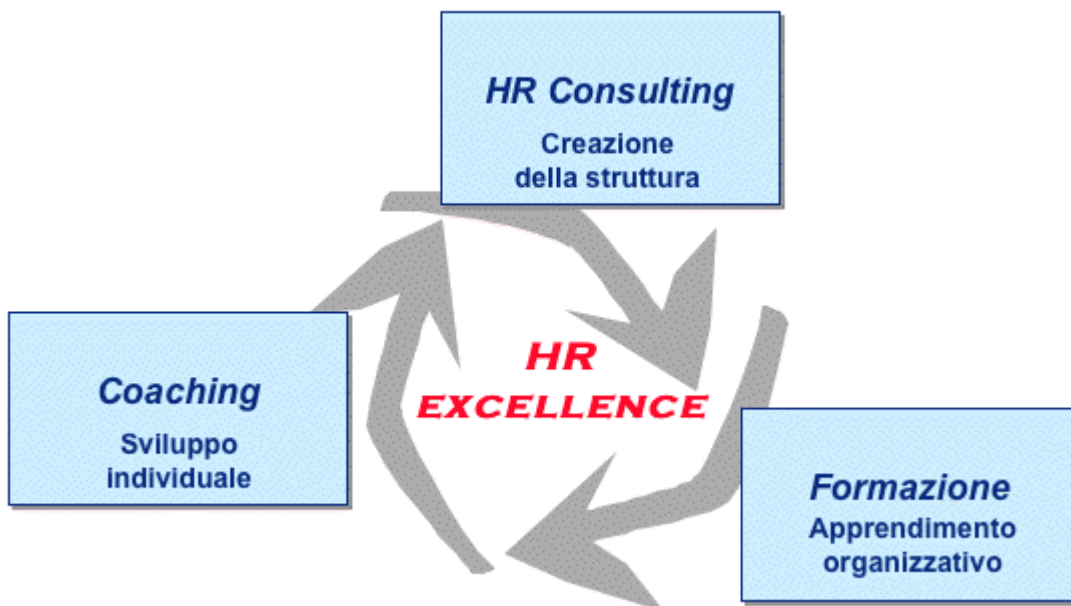 HR Consulting
Creazione
della struttura
HR
EXCELLENCE
Coaching
Sviluppo
individuale
Formazione
Apprendimento
organizzativo